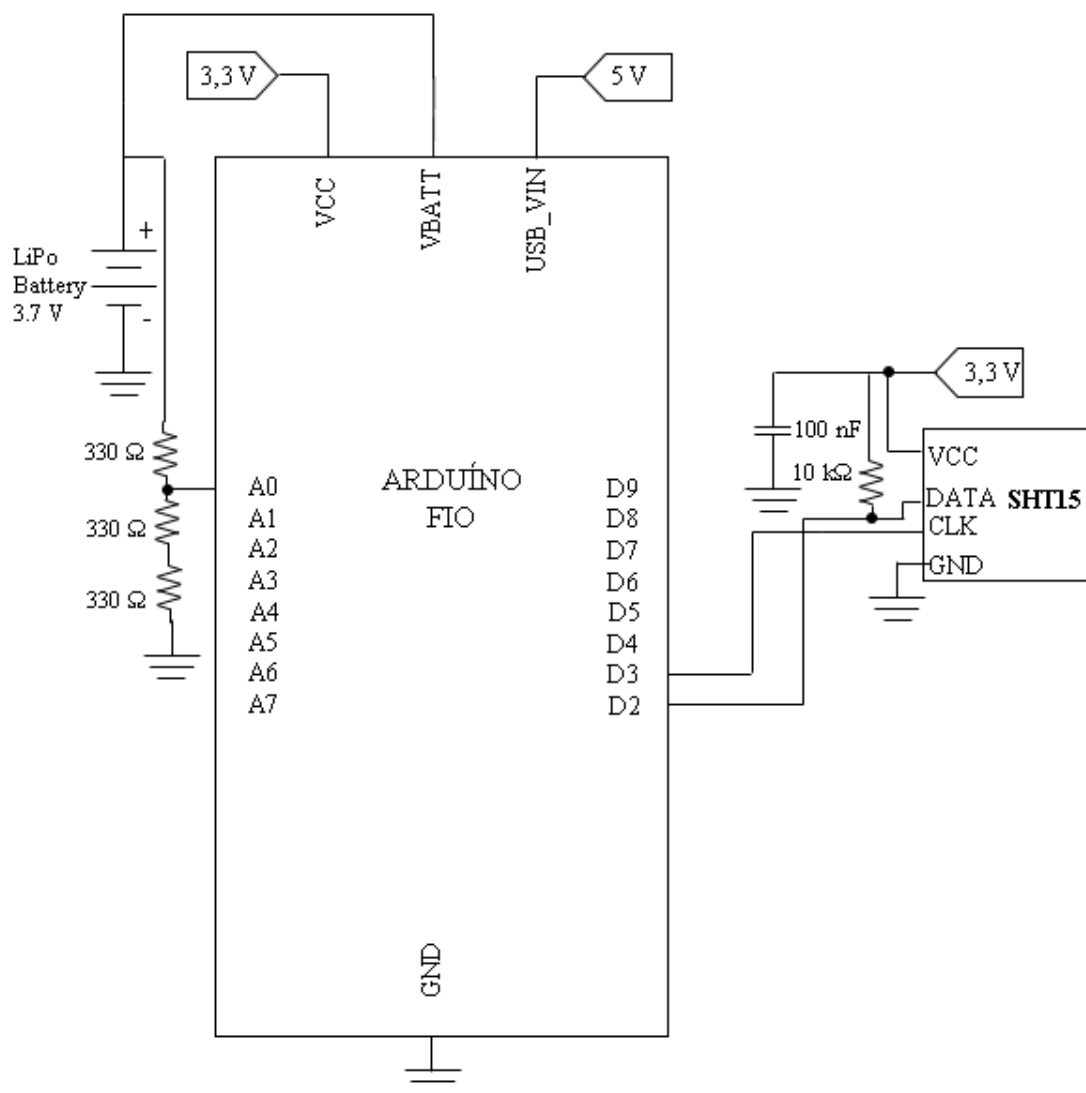 3,3 V
5 V
VCC
VBATT
USB_VIN
+
LiPo
Battery
3.7 V
-
3,3 V
330 Ω
100 nF
10 kΩ
VCC
DATA SHT15
CLK
GND
ARDUÍNO
FIO
A0
A1
A2
A3
A4
A5
A6
A7
330 Ω
330 Ω
D9
D8
D7
D6
D5
D4
D3
D2
GND